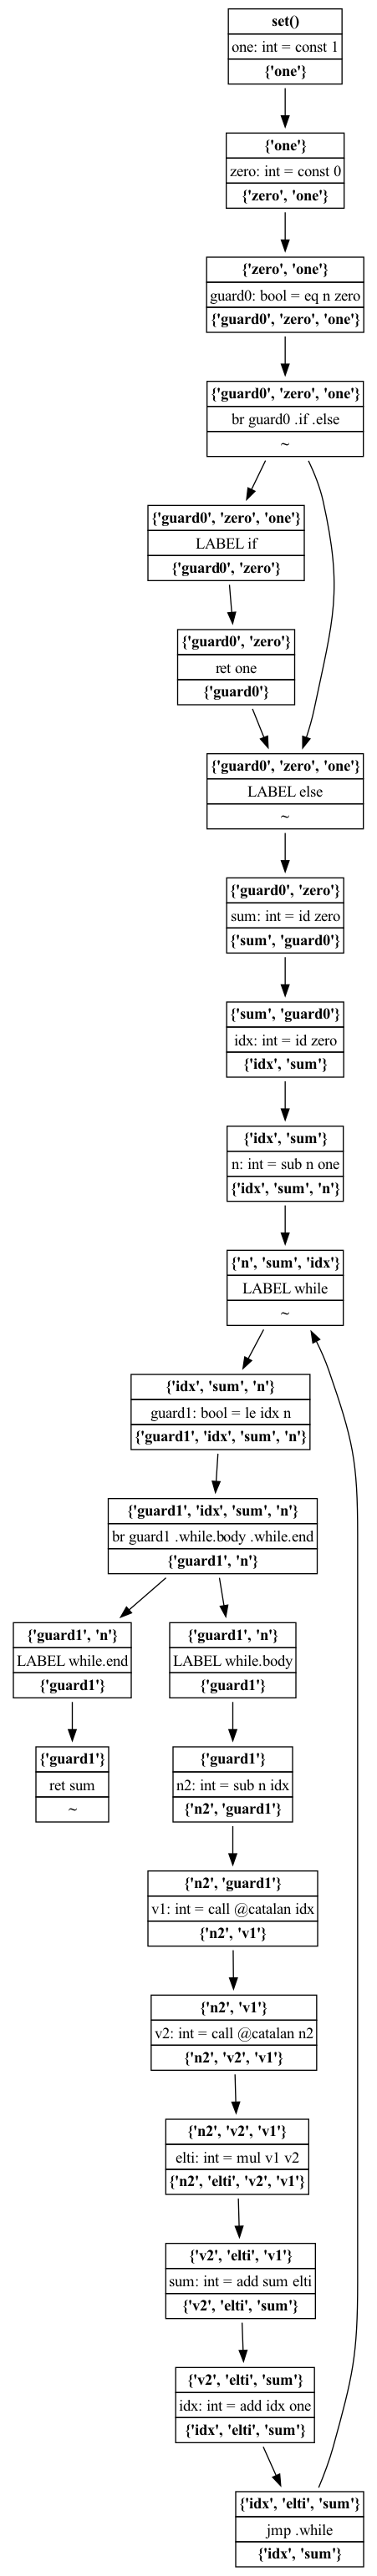 set()
one: int = const 1
{'one'}
{'one'}
zero: int = const 0
{'zero', 'one'}
{'zero', 'one'}
guard0: bool = eq n zero
{'guard0', 'zero', 'one'}
{'guard0', 'zero', 'one'}
br guard0 .if .else
~
{'guard0', 'zero', 'one'}
LABEL if
{'guard0', 'zero'}
{'guard0', 'zero'}
ret one
{'guard0'}
{'guard0', 'zero', 'one'}
LABEL else
~
{'guard0', 'zero'}
sum: int = id zero
{'sum', 'guard0'}
{'sum', 'guard0'}
idx: int = id zero
{'idx', 'sum'}
{'idx', 'sum'}
n: int = sub n one
{'idx', 'sum', 'n'}
{'n', 'sum', 'idx'}
LABEL while
~
{'idx', 'sum', 'n'}
guard1: bool = le idx n
{'guard1', 'idx', 'sum', 'n'}
{'guard1', 'idx', 'sum', 'n'}
br guard1 .while.body .while.end
{'guard1', 'n'}
{'guard1', 'n'}
LABEL while.end
{'guard1'}
{'guard1', 'n'}
LABEL while.body
{'guard1'}
{'guard1'}
ret sum
~
{'guard1'}
n2: int = sub n idx
{'n2', 'guard1'}
{'n2', 'guard1'}
v1: int = call @catalan idx
{'n2', 'v1'}
{'n2', 'v1'}
v2: int = call @catalan n2
{'n2', 'v2', 'v1'}
{'n2', 'v2', 'v1'}
elti: int = mul v1 v2
{'n2', 'elti', 'v2', 'v1'}
{'v2', 'elti', 'v1'}
sum: int = add sum elti
{'v2', 'elti', 'sum'}
{'v2', 'elti', 'sum'}
idx: int = add idx one
{'idx', 'elti', 'sum'}
{'idx', 'elti', 'sum'}
jmp .while
{'idx', 'sum'}